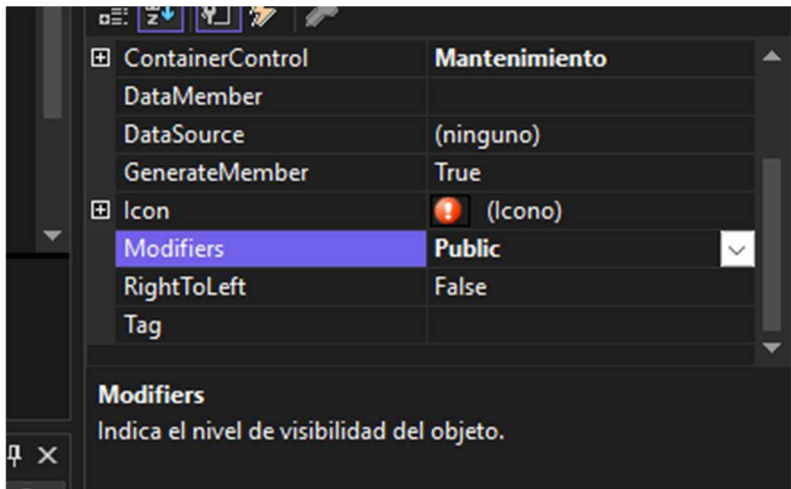 ContainerControl Mantenimiento
DataMember
DataSource (ninguno)
GenerateMember True
Icon (Icono)
Modifiers Public
RightToLeft False
Tag
Modifiers
Indica el nivel de visibilidad del objeto.